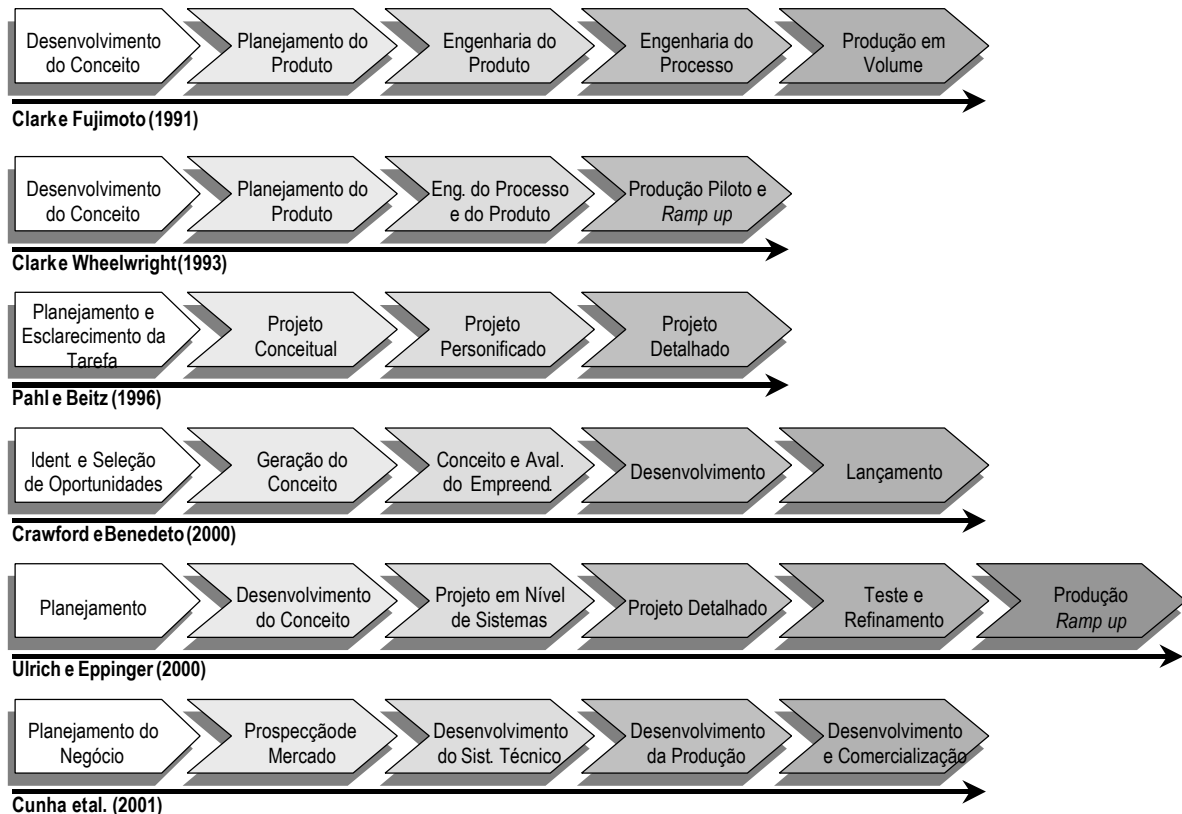 Desenvolvimento
do Conceito
Planejamento do
Produto
Engenharia do
Produto
Engenharia do
Processo
Produção em
Volume
Clark e Fujimoto (1991)
Desenvolvimento
do Conceito
Planejamento do
Produto
Eng. do Processo
e do Produto
Produção Piloto e
Ramp up
Clark e Wheelwright (1993)
Planejamento e
Esclarecimento da
Tarefa
Projeto
Conceitual
Projeto
Personificado
Projeto
Detalhado
Pahl e Beitz (1996)
Ident. e Seleção
de Oportunidades
Geração do
Conceito
Conceito e Aval.
do Empreend.
Desenvolvimento
Lançamento
Crawford e Benedeto (2000)
Planejamento
Desenvolvimento
do Conceito
Projeto em Nível
de Sistemas
Projeto Detalhado
Teste e
Refinamento
Produção
Ramp up
Ulrich e Eppinger (2000)
Planejamento do
Negócio
Prospecção de
Mercado
Desenvolvimento
do Sist. Técnico
Desenvolvimento
da Produção
Desenvolvimento
e Comercialização
Cunha et al. (2001)